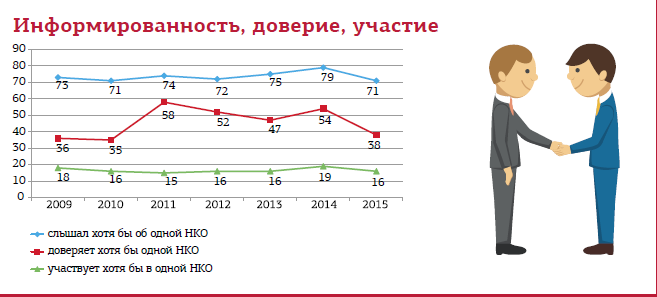 Информированность, доверие, участие
90
80
70
60
50
40
30
20
10
0
73 71 74 72 75 79 71
36 35 58 52 47 54 38
18 16 15 16 16 19 16
2009 2010 2011 2012 2013 2014 2015
слышал хотя бы об одной НКО
доверяет хотя бы одной НКО
участвует хотя бы в одной НКО